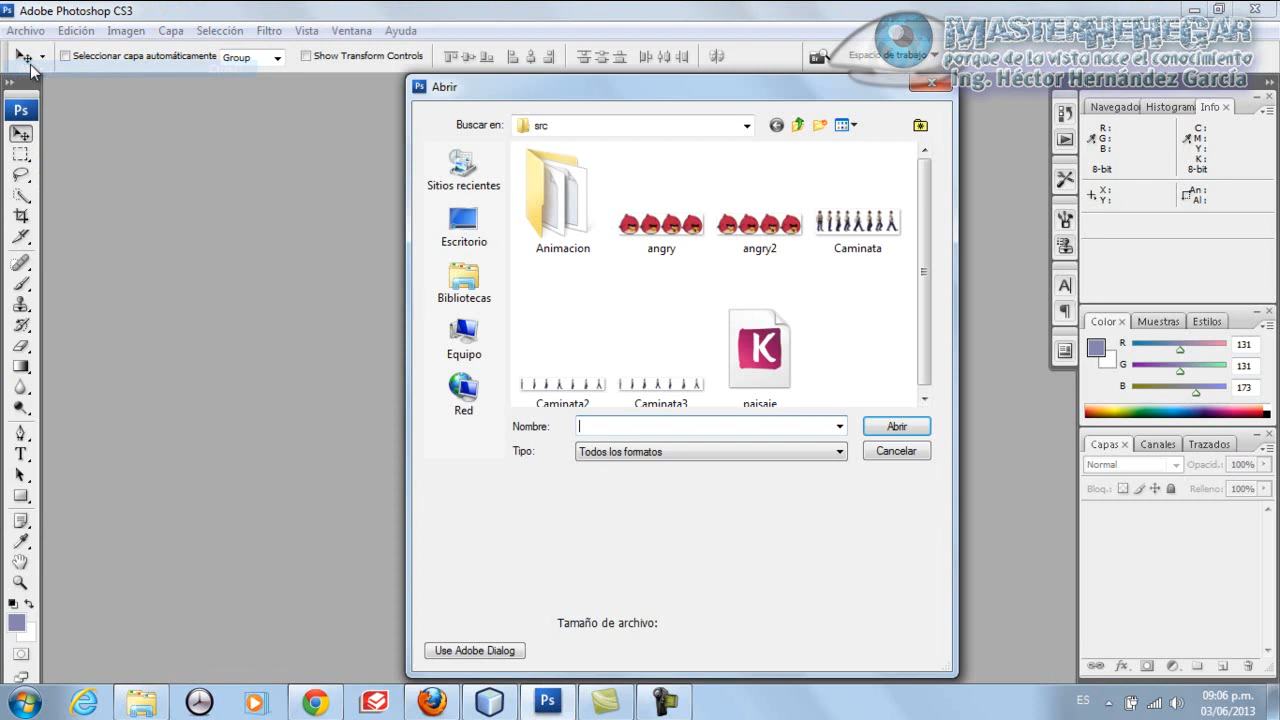 Adobe Photoshop CS3
Archivo Edición Imagen Capa Selección Filtro Vista Ventana Ayuda
Seleccionar capa automáticamente: Group Show Transform Controls Espacio de trabajo
MASTERHEHEGAR
porque de la vista nace el conocimiento
Ing. Héctor Hernández García
Ps
Abrir
Buscar en: src
Sitios recientes
Escritorio
Bibliotecas
Equipo
Red
Animacion angry angry2 Caminata
Caminata2 Caminata3 paisaje
Nombre:
Abrir
Tipo: Todos los formatos
Cancelar
Tamaño de archivo:
Use Adobe Dialog
Navegador Histogram Info
R: C:
G: M:
B: Y:
K:
8-bit 8-bit
X: An:
Y: Al:
Color Muestras Estilos
R 131
G 131
B 173
Capas Canales Trazados
Normal Opacid.: 100%
Bloq.: Relleno: 100%
ES 09:06 p.m.
03/06/2013